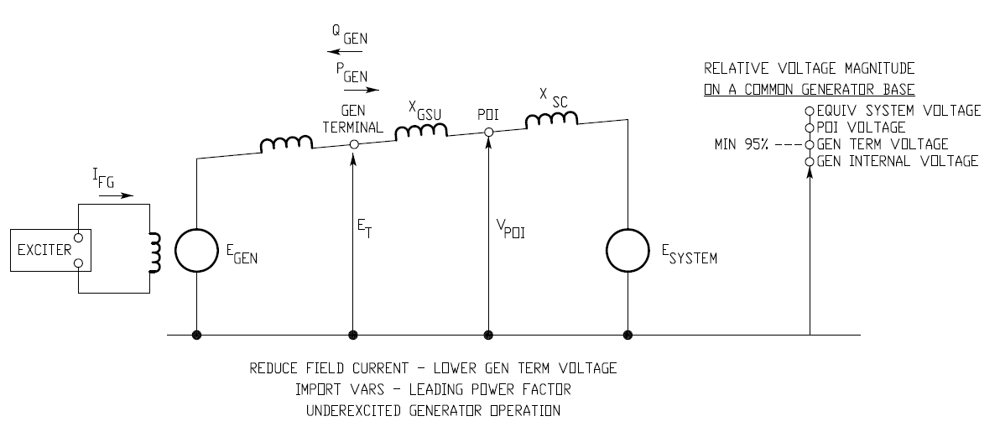 Q GEN
P GEN
GEN
TERMINAL
X GSU
POI
X SC
RELATIVE VOLTAGE MAGNITUDE
ON A COMMON GENERATOR BASE
EQUIV SYSTEM VOLTAGE
POI VOLTAGE
MIN 95% GEN TERM VOLTAGE
GEN INTERNAL VOLTAGE
I FG
EXCITER
E GEN
E T
V POI
E SYSTEM
REDUCE FIELD CURRENT - LOWER GEN TERM VOLTAGE
IMPORT VARS - LEADING POWER FACTOR
UNDEREXCITED GENERATOR OPERATION